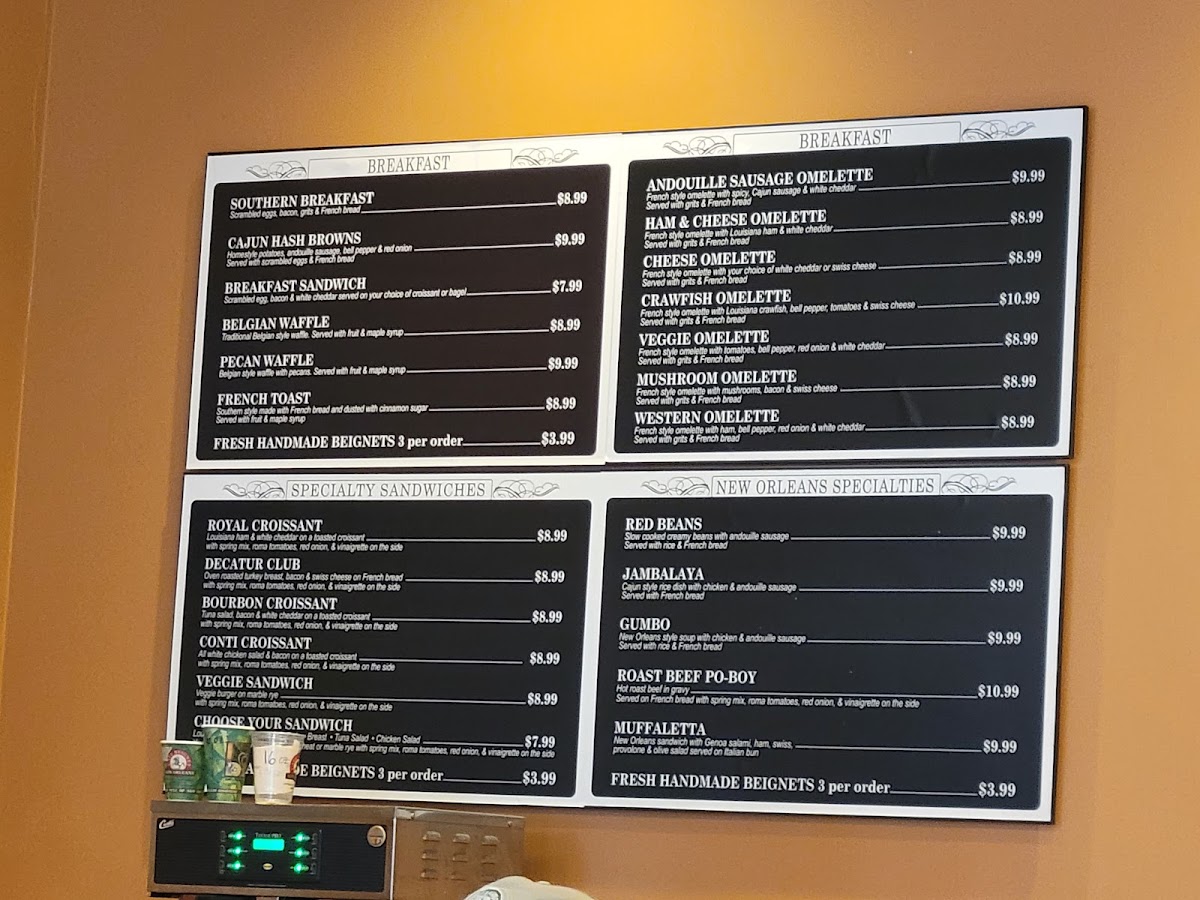 BREAKFAST
SOUTHERN BREAKFAST $8.99
Scrambled eggs, bacon, grits & French bread
CAJUN HASH BROWNS $9.99
Homestyle potatoes, andouille sausage, bell pepper & red onion
Served with scrambled eggs & French bread
BREAKFAST SANDWICH $7.99
Scrambled egg, bacon & white cheddar served on your choice of croissant or bagel
BELGIAN WAFFLE $8.99
Traditional Belgian style waffle. Served with fruit & maple syrup
PECAN WAFFLE $9.99
Belgian style waffle with pecans. Served with fruit & maple syrup
FRENCH TOAST $8.99
Southern style made with French bread and dusted with cinnamon sugar
Served with fruit & maple syrup
FRESH HANDMADE BEIGNETS 3 per order $3.99
BREAKFAST
ANDOUILLE SAUSAGE OMELETTE $9.99
French style omelette with spicy, Cajun sausage & white cheddar
Served with grits & French bread
HAM & CHEESE OMELETTE $8.99
French style omelette with Louisiana ham & white cheddar
Served with grits & French bread
CHEESE OMELETTE $8.99
French style omelette with your choice of white cheddar or swiss cheese
Served with grits & French bread
CRAWFISH OMELETTE $10.99
French style omelette with Louisiana crawfish, bell pepper, tomatoes & swiss cheese
Served with grits & French bread
VEGGIE OMELETTE $8.99
French style omelette with tomatoes, bell pepper, red onion & white cheddar
Served with grits & French bread
MUSHROOM OMELETTE $8.99
French style omelette with mushrooms, bacon & swiss cheese
Served with grits & French bread
WESTERN OMELETTE $8.99
French style omelette with ham, bell pepper, red onion & white cheddar
Served with grits & French bread
SPECIALTY SANDWICHES
ROYAL CROISSANT $8.99
Louisiana ham & white cheddar on a toasted croissant
with spring mix, roma tomatoes, red onion, & vinaigrette on the side
DECATUR CLUB $8.99
Oven roasted turkey breast, bacon & swiss cheese on French bread
with spring mix, roma tomatoes, red onion, & vinaigrette on the side
BOURBON CROISSANT $8.99
Tuna salad, bacon & white cheddar on a toasted croissant
with spring mix, roma tomatoes, red onion, & vinaigrette on the side
CONTI CROISSANT $8.99
All white chicken salad & bacon on a toasted croissant
with spring mix, roma tomatoes, red onion, & vinaigrette on the side
VEGGIE SANDWICH $8.99
Veggie burger on marble rye
with spring mix, roma tomatoes, red onion, & vinaigrette on the side
CHOOSE YOUR SANDWICH $7.99
Breast • Tuna Salad • Chicken Salad
or marble rye with spring mix, roma tomatoes, red onion, & vinaigrette on the side
BEIGNETS 3 per order $3.99
NEW ORLEANS SPECIALTIES
RED BEANS $9.99
Slow cooked creamy beans with andouille sausage
Served with rice & French bread
JAMBALAYA $9.99
Cajun style rice dish with chicken & andouille sausage
Served with French bread
GUMBO $9.99
New Orleans style soup with chicken & andouille sausage
Served with rice & French bread
ROAST BEEF PO-BOY $10.99
Hot roast beef in gravy
Served on French bread with spring mix, roma tomatoes, red onion, & vinaigrette on the side
MUFFALETTA $9.99
New Orleans sandwich with Genoa salami, ham, swiss,
provolone & olive salad served on Italian bun
FRESH HANDMADE BEIGNETS 3 per order $3.99
16 oz
Curtis